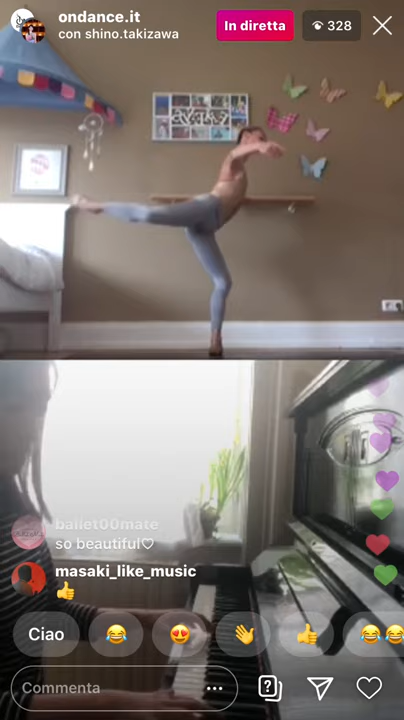 ondance.it
con shino.takizawa
In diretta
328
ballet00mate
so beautiful♡
masaki_like_music
👍
Ciao
😂
😍
👋
👍
😂😂
Commenta